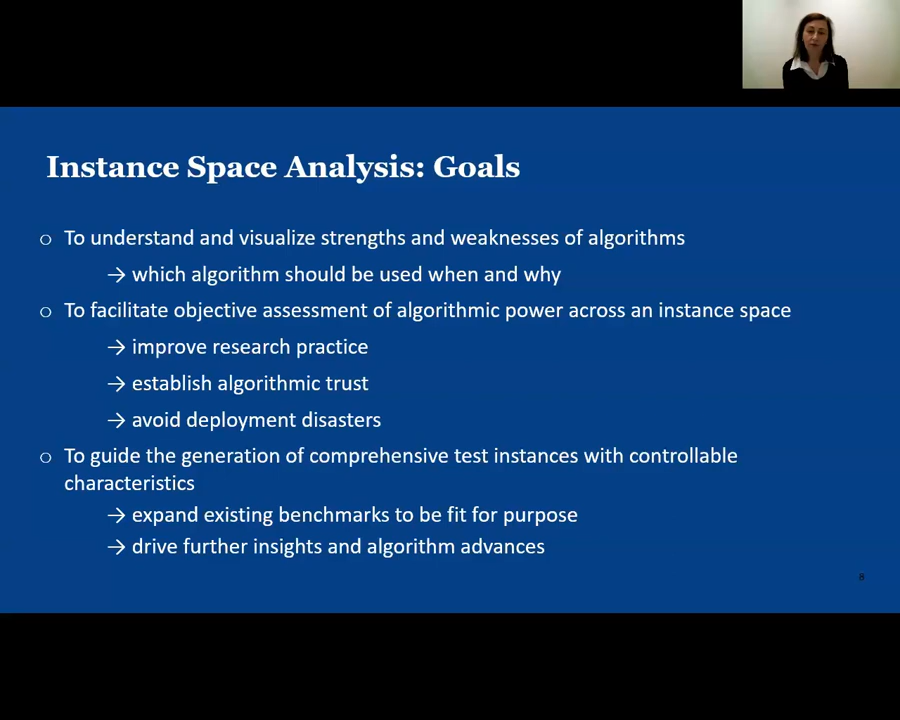 Instance Space Analysis: Goals
o To understand and visualize strengths and weaknesses of algorithms
→ which algorithm should be used when and why
o To facilitate objective assessment of algorithmic power across an instance space
→ improve research practice
→ establish algorithmic trust
→ avoid deployment disasters
o To guide the generation of comprehensive test instances with controllable
characteristics
→ expand existing benchmarks to be fit for purpose
→ drive further insights and algorithm advances
8